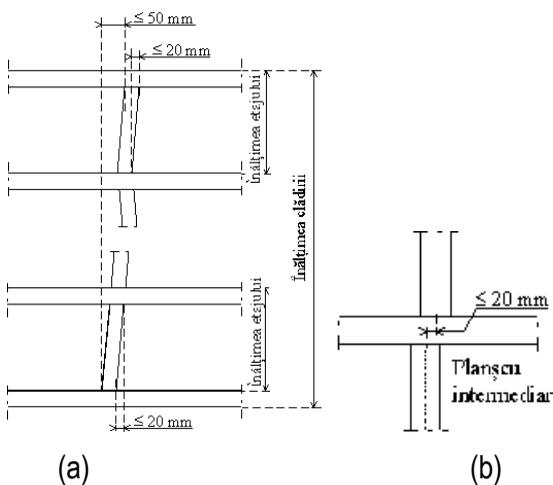 ≤ 50 mm
≤ 20 mm
Înălțimea etajului
Înălțimea clădirii
Înălțimea etajului
≤ 20 mm
≤ 20 mm
Planșeu
intermediar
(a)
(b)